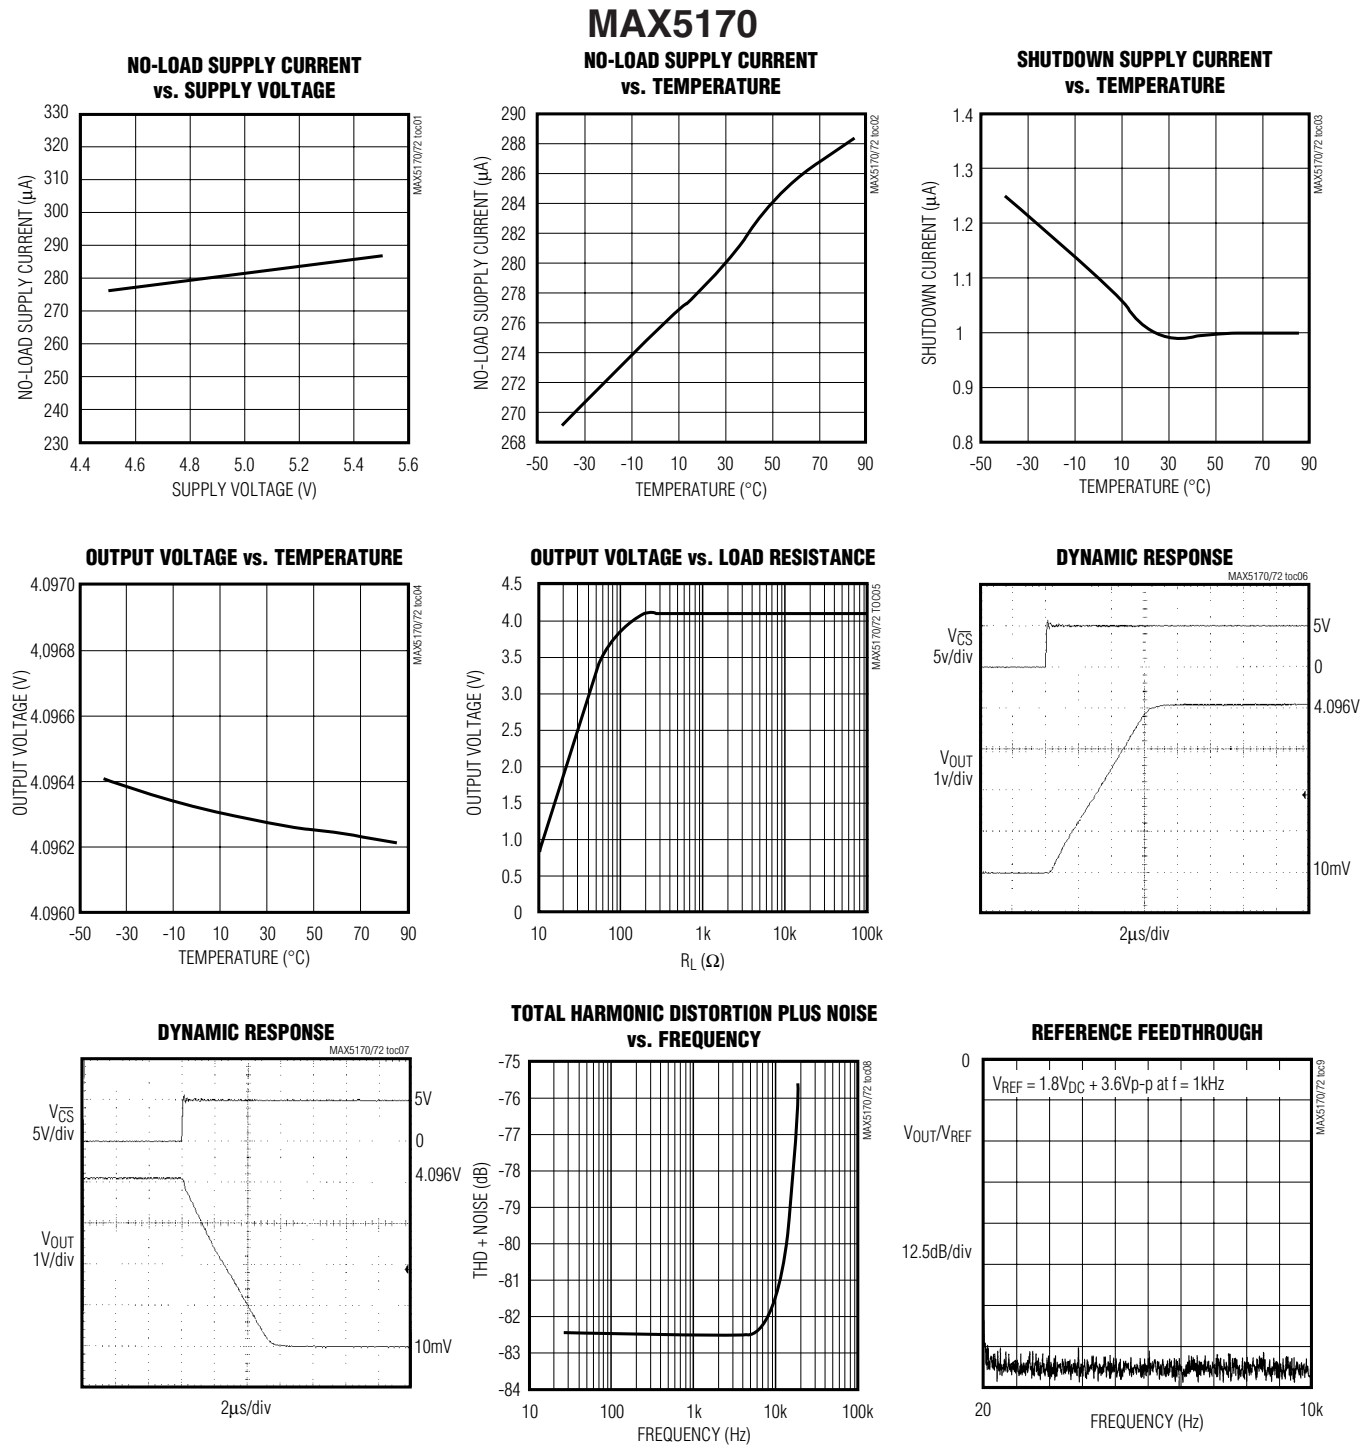 MAX5170
NO-LOAD SUPPLY CURRENT
vs. SUPPLY VOLTAGE
330
320
310
300
290
280
270
260
250
240
230
4.4 4.6 4.8 5.0 5.2 5.4 5.6
NO-LOAD SUPPLY CURRENT (μA)
SUPPLY VOLTAGE (V)
MAX5170/72 toc01
NO-LOAD SUPPLY CURRENT
vs. TEMPERATURE
290
288
286
284
282
280
278
276
274
272
270
268
-50 -30 -10 10 30 50 70 90
NO-LOAD SU0PPLY CURRENT (μA)
TEMPERATURE (°C)
MAX5170/72 toc02
SHUTDOWN SUPPLY CURRENT
vs. TEMPERATURE
1.4
1.3
1.2
1.1
1
0.9
0.8
-50 -30 -10 10 30 50 70 90
SHUTDOWN CURRENT (μA)
TEMPERATURE (°C)
MAX5170/72 toc03
OUTPUT VOLTAGE vs. TEMPERATURE
4.0970
4,0968
4.0966
4.0964
4.0962
4.0960
-50 -30 -10 10 30 50 70 90
OUTPUT VOLTAGE (V)
TEMPERATURE (°C)
MAX5170/72 toc04
OUTPUT VOLTAGE vs. LOAD RESISTANCE
4.5
4.0
3.5
3.0
2.5
2.0
1.5
1.0
0.5
0
10 100 1k 10k 100k
OUTPUT VOLTAGE (V)
RL (Ω)
MAX5170/72 TOC05
DYNAMIC RESPONSE
MAX5170/72 toc06
VC̅S̅
5v/div
5V
0
4.096V
VOUT
1v/div
10mV
2μs/div
DYNAMIC RESPONSE
MAX5170/72 toc07
VC̅S̅
5V/div
5V
0
4.096V
VOUT
1V/div
10mV
2μs/div
TOTAL HARMONIC DISTORTION PLUS NOISE
vs. FREQUENCY
-75
-76
-77
-78
-79
-80
-81
-82
-83
-84
10 100 1k 10k 100k
THD + NOISE (dB)
FREQUENCY (Hz)
MAX5170/72 toc08
REFERENCE FEEDTHROUGH
0
VREF = 1.8VDC + 3.6Vp-p at f = 1kHz
VOUT/VREF
12.5dB/div
20 10k
FREQUENCY (Hz)
MAX5170/72 toc9